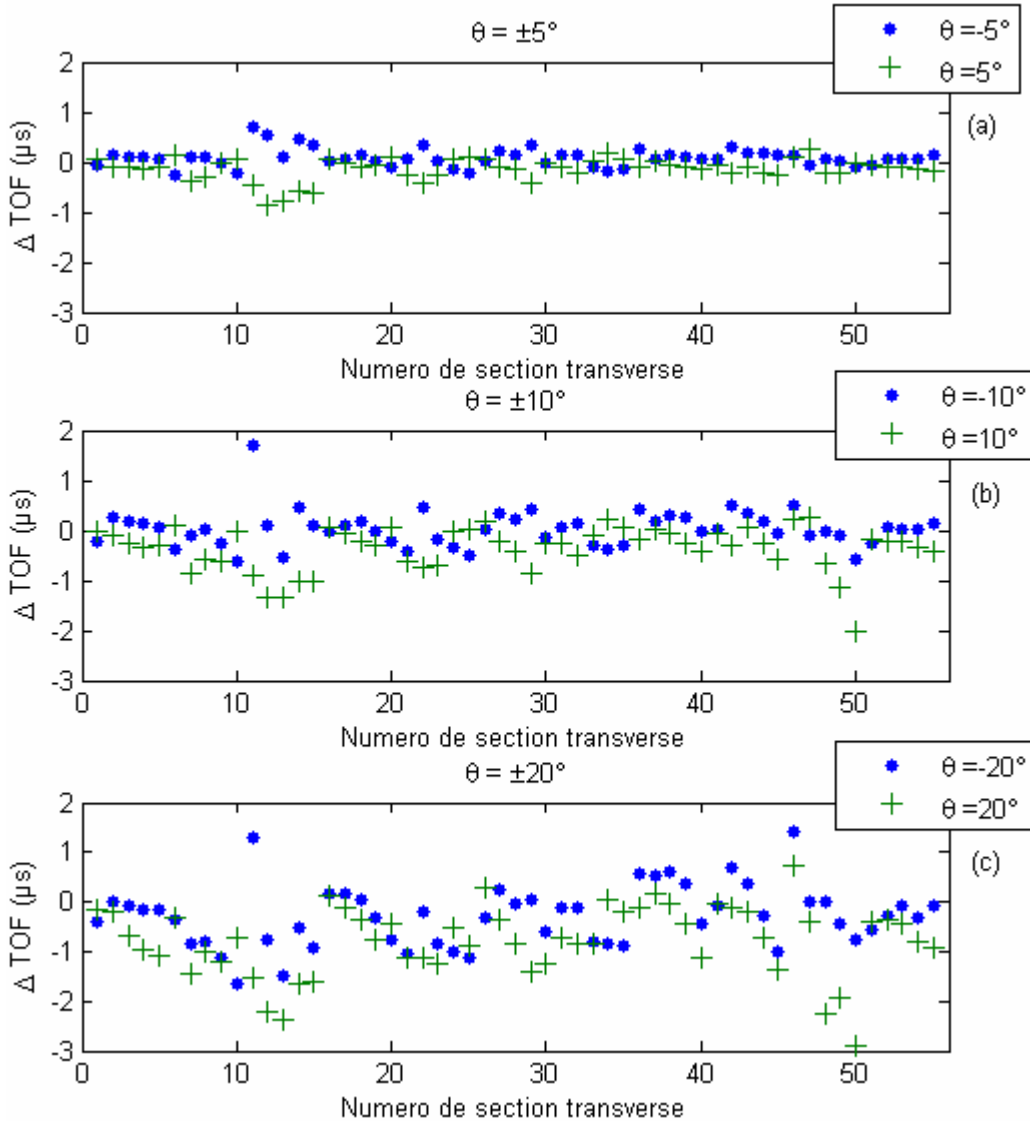 θ = ±5°
θ =-5°
θ =5°
(a)
2
1
0
-1
-2
-3
Δ TOF (µs)
0
10
20
30
40
50
Numero de section transverse
θ = ±10°
θ =-10°
θ =10°
(b)
2
1
0
-1
-2
-3
Δ TOF (µs)
0
10
20
30
40
50
Numero de section transverse
θ = ±20°
θ =-20°
θ =20°
(c)
2
1
0
-1
-2
-3
Δ TOF (µs)
0
10
20
30
40
50
Numero de section transverse